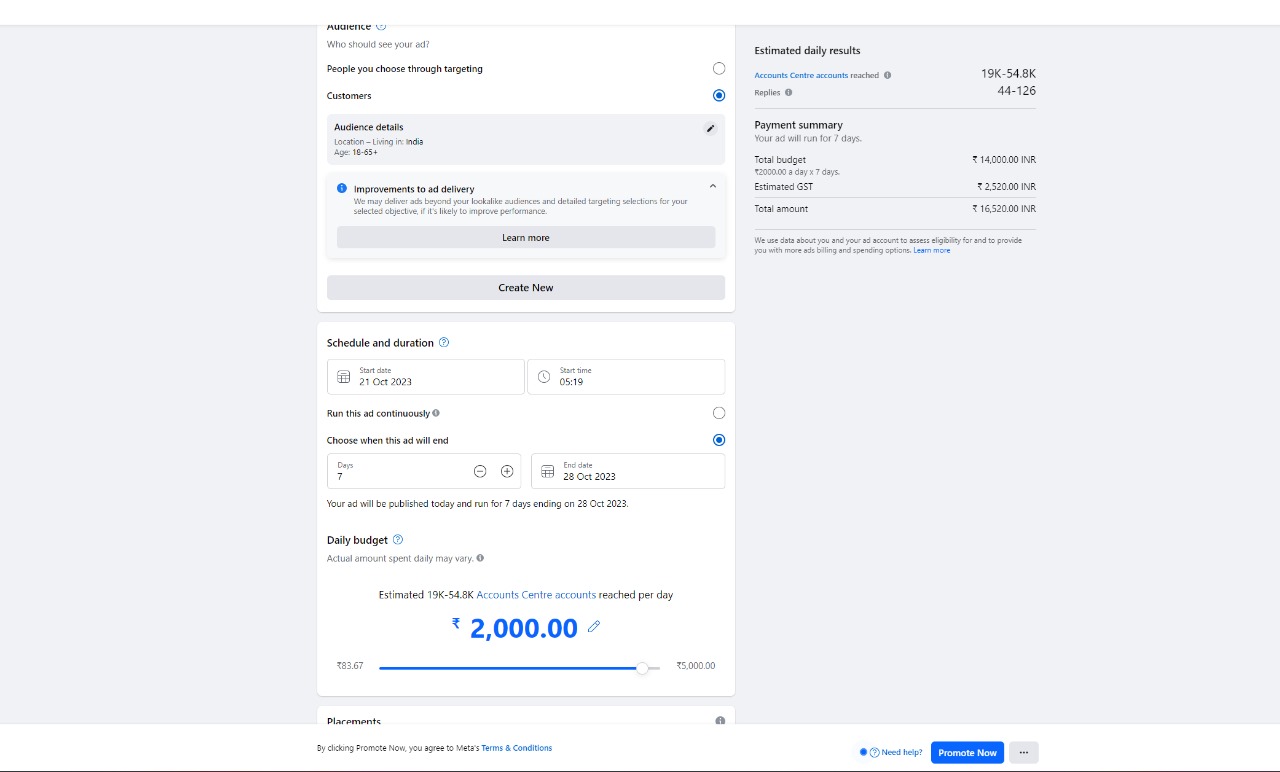 Audience
Who should see your ad?
People you choose through targeting
Customers
Audience details
Location – Living in: India
Age: 18-65+
Improvements to ad delivery
We may deliver ads beyond your lookalike audiences and detailed targeting selections for your
selected objective, if it's likely to improve performance.
Learn more
Create New
Schedule and duration
Start date
21 Oct 2023
Start time
05:19
Run this ad continuously
Choose when this ad will end
Days
7
End date
28 Oct 2023
Your ad will be published today and run for 7 days ending on 28 Oct 2023.
Daily budget
Actual amount spent daily may vary.
Estimated 19K-54.8K Accounts Centre accounts reached per day
₹ 2,000.00
₹83.67
₹5,000.00
Placements
Estimated daily results
Accounts Centre accounts reached 19K-54.8K
Replies 44-126
Payment summary
Your ad will run for 7 days.
Total budget ₹ 14,000.00 INR
₹2000.00 a day x 7 days.
Estimated GST ₹ 2,520.00 INR
Total amount ₹ 16,520.00 INR
We use data about you and your ad account to assess eligibility for and to provide
you with more ads billing and spending options. Learn more
By clicking Promote Now, you agree to Meta's Terms & Conditions
Need help?
Promote Now